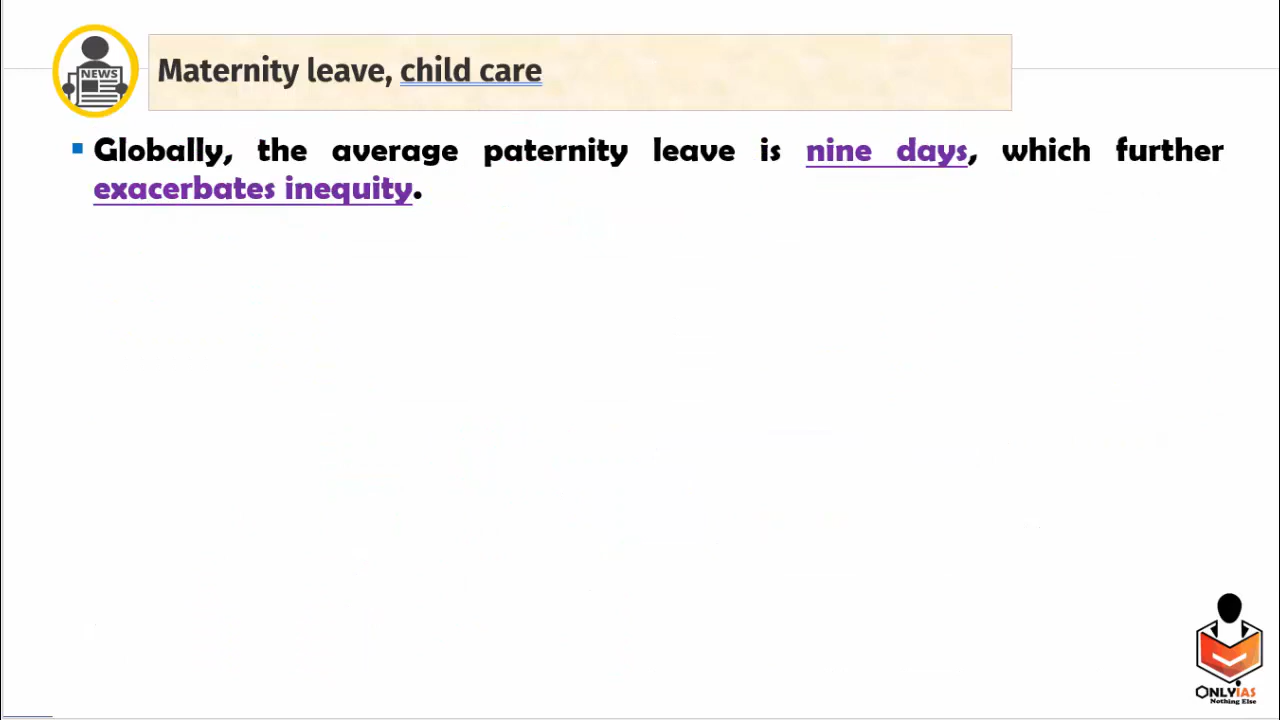 NEWS
Maternity leave, child care
Globally, the average paternity leave is nine days, which further
exacerbates inequity.
ONLYIAS
Nothing Else